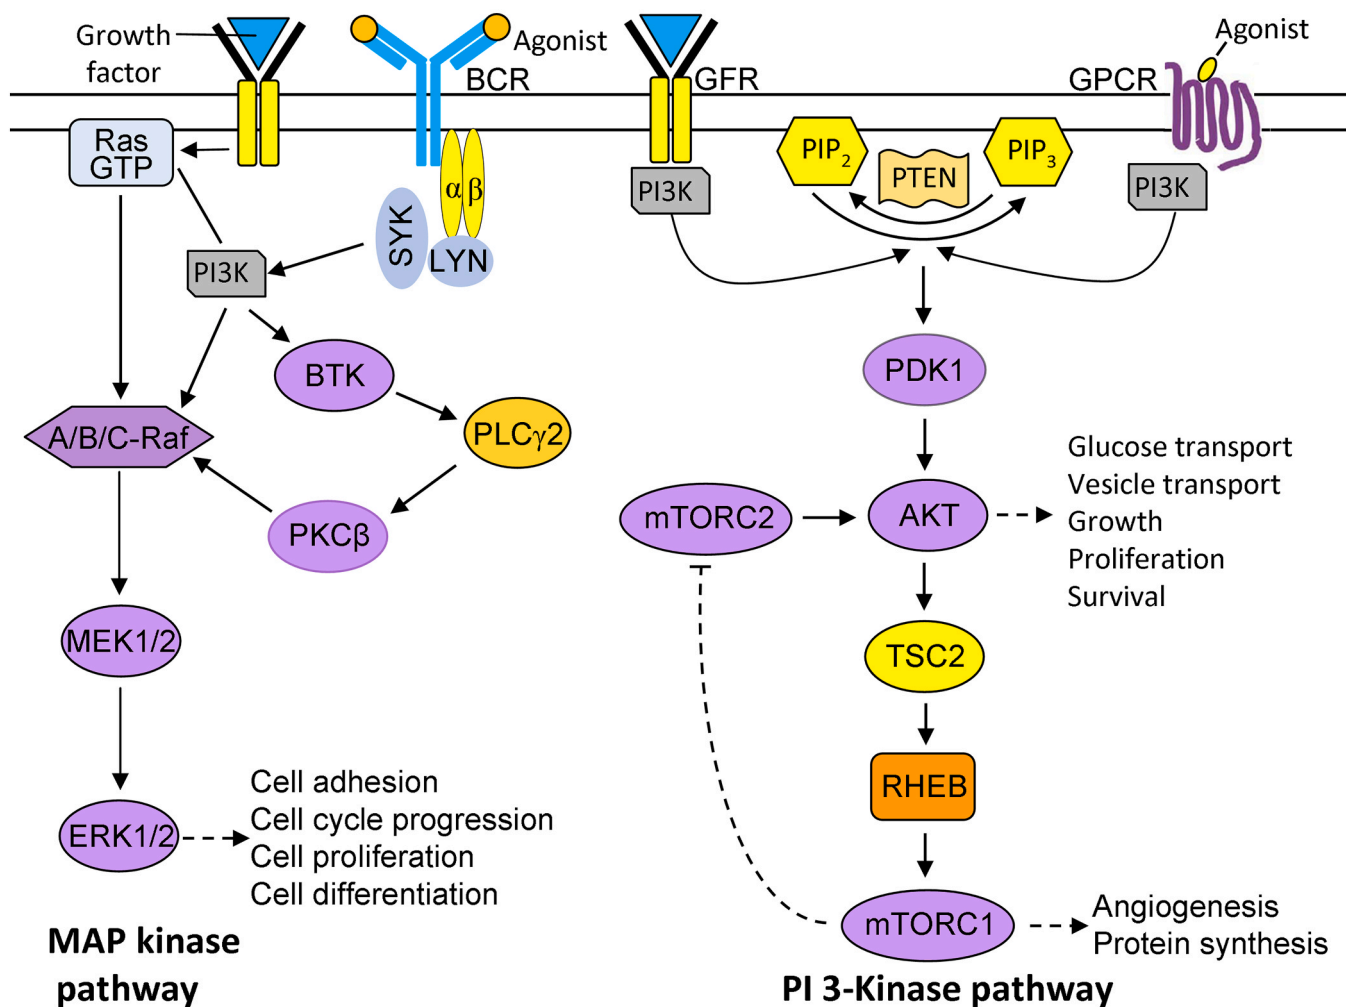 Growth
factor
Agonist
BCR
GFR
GPCR
Agonist
Ras
GTP
α β
SYK
LYN
PI3K
PI3K
PIP2
PTEN
PIP3
PI3K
BTK
PLCγ2
PKCβ
A/B/C-Raf
MEK1/2
ERK1/2
Cell adhesion
Cell cycle progression
Cell proliferation
Cell differentiation
MAP kinase
pathway
PDK1
mTORC2
AKT
Glucose transport
Vesicle transport
Growth
Proliferation
Survival
TSC2
RHEB
mTORC1
Angiogenesis
Protein synthesis
PI 3-Kinase pathway